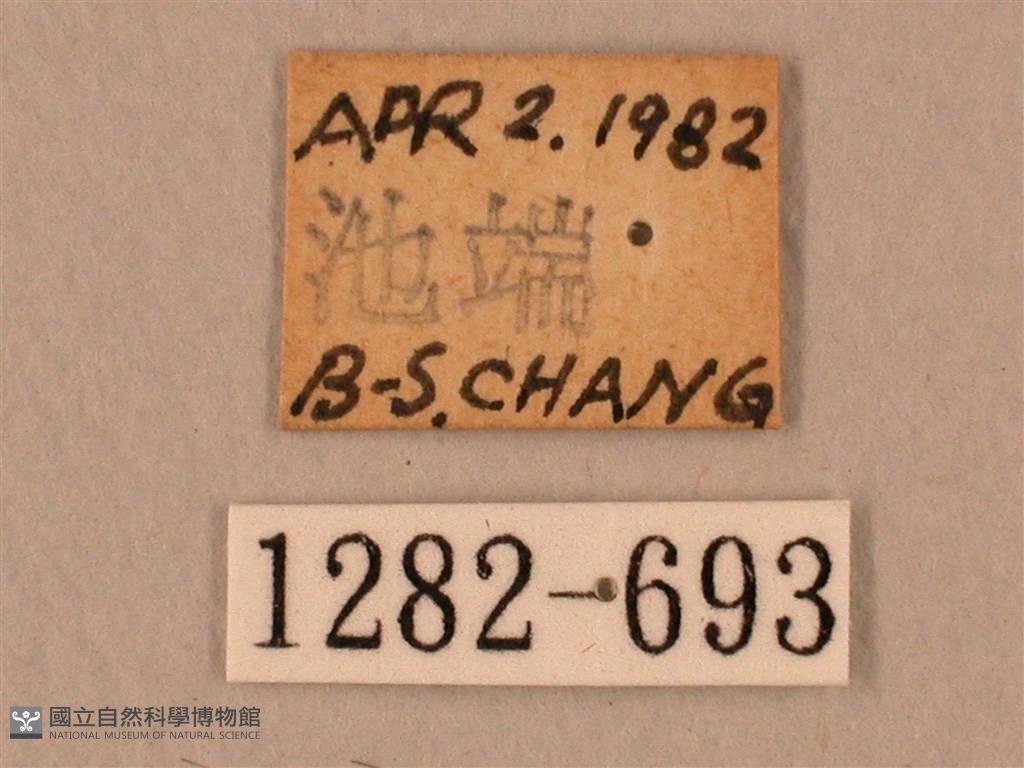 APR 2. 1982
池端
B-S. CHANG
1282-693
國立自然科學博物館
NATIONAL MUSEUM OF NATURAL SCIENCE